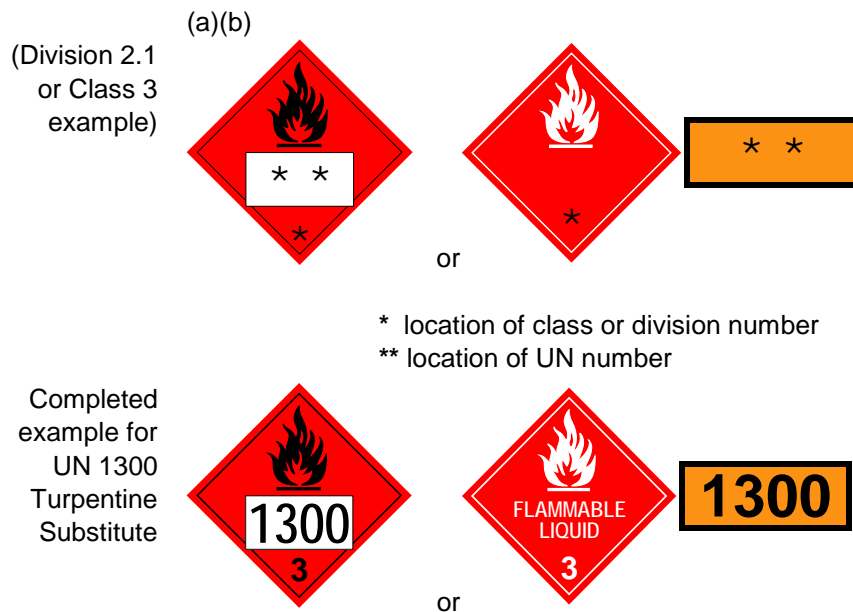 (a)(b)
(Division 2.1
or Class 3
example)
* *
*
*
* *
or
* location of class or division number
** location of UN number
Completed
example for
UN 1300
Turpentine
Substitute
1300
3
FLAMMABLE
LIQUID
3
1300
or